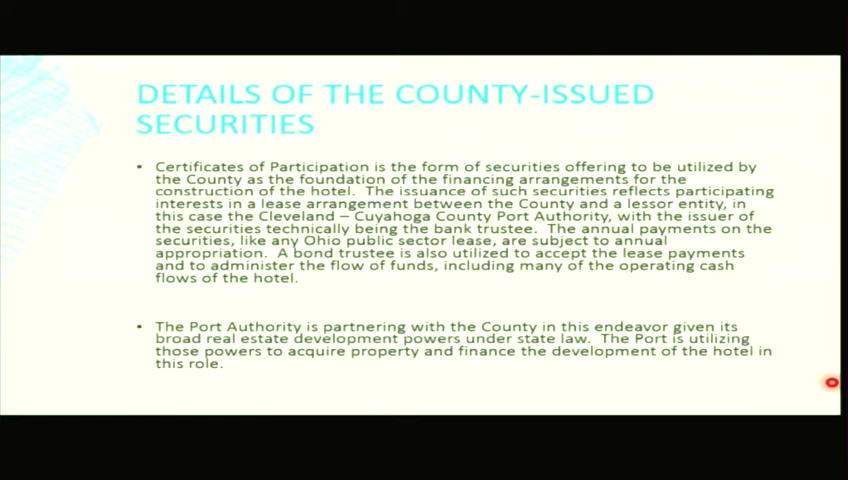 DETAILS OF THE COUNTY-ISSUED
SECURITIES
• Certificates of Participation is the form of securities offering to be utilized by
the County as the foundation of the financing arrangements for the
construction of the hotel. The issuance of such securities reflects participating
interests in a lease arrangement between the County and a lessor entity, in
this case the Cleveland – Cuyahoga County Port Authority, with the issuer of
the securities technically being the bank trustee. The annual payments on the
securities, like any Ohio public sector lease, are subject to annual
appropriation. A bond trustee is also utilized to accept the lease payments
and to administer the flow of funds, including many of the operating cash
flows of the hotel.
• The Port Authority is partnering with the County in this endeavor given its
broad real estate development powers under state law. The Port is utilizing
those powers to acquire property and finance the development of the hotel in
this role.